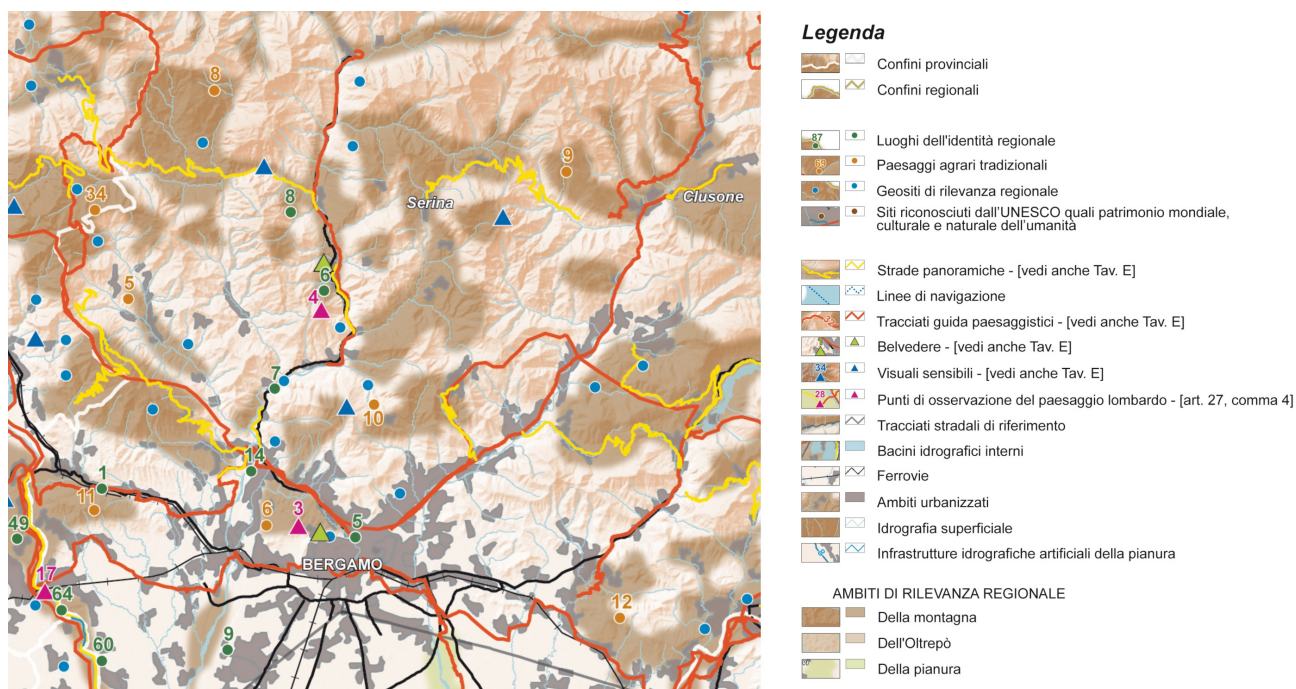 8
9
34
8
Serina
Clusone
5
6
4
7
10
14
1
11
6
3
5
49
BERGAMO
17
64
12
9
60
Legenda
Confini provinciali
Confini regionali
87
Luoghi dell'identità regionale
69
Paesaggi agrari tradizionali
Geositi di rilevanza regionale
Siti riconosciuti dall'UNESCO quali patrimonio mondiale,
culturale e naturale dell'umanità
Strade panoramiche - [vedi anche Tav. E]
Linee di navigazione
Tracciati guida paesaggistici - [vedi anche Tav. E]
Belvedere - [vedi anche Tav. E]
34
Visuali sensibili - [vedi anche Tav. E]
28
Punti di osservazione del paesaggio lombardo - [art. 27, comma 4]
Tracciati stradali di riferimento
Bacini idrografici interni
Ferrovie
Ambiti urbanizzati
Idrografia superficiale
Infrastrutture idrografiche artificiali della pianura
AMBITI DI RILEVANZA REGIONALE
Della montagna
Dell'Oltrepò
Della pianura